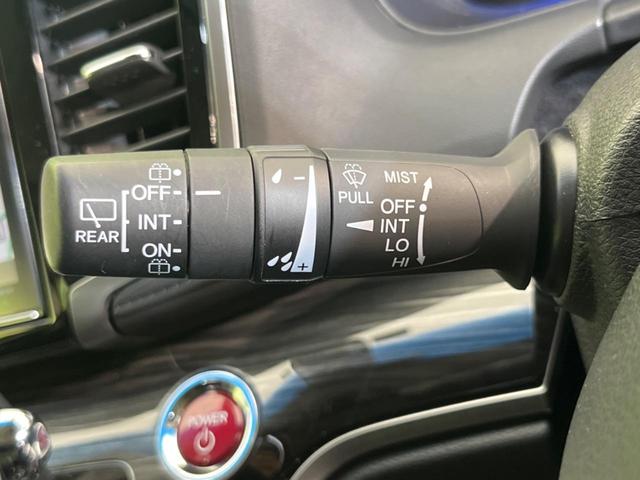 REAR
OFF
INT
ON
−
+
PULL
MIST
OFF
INT
LO
HI
POWER